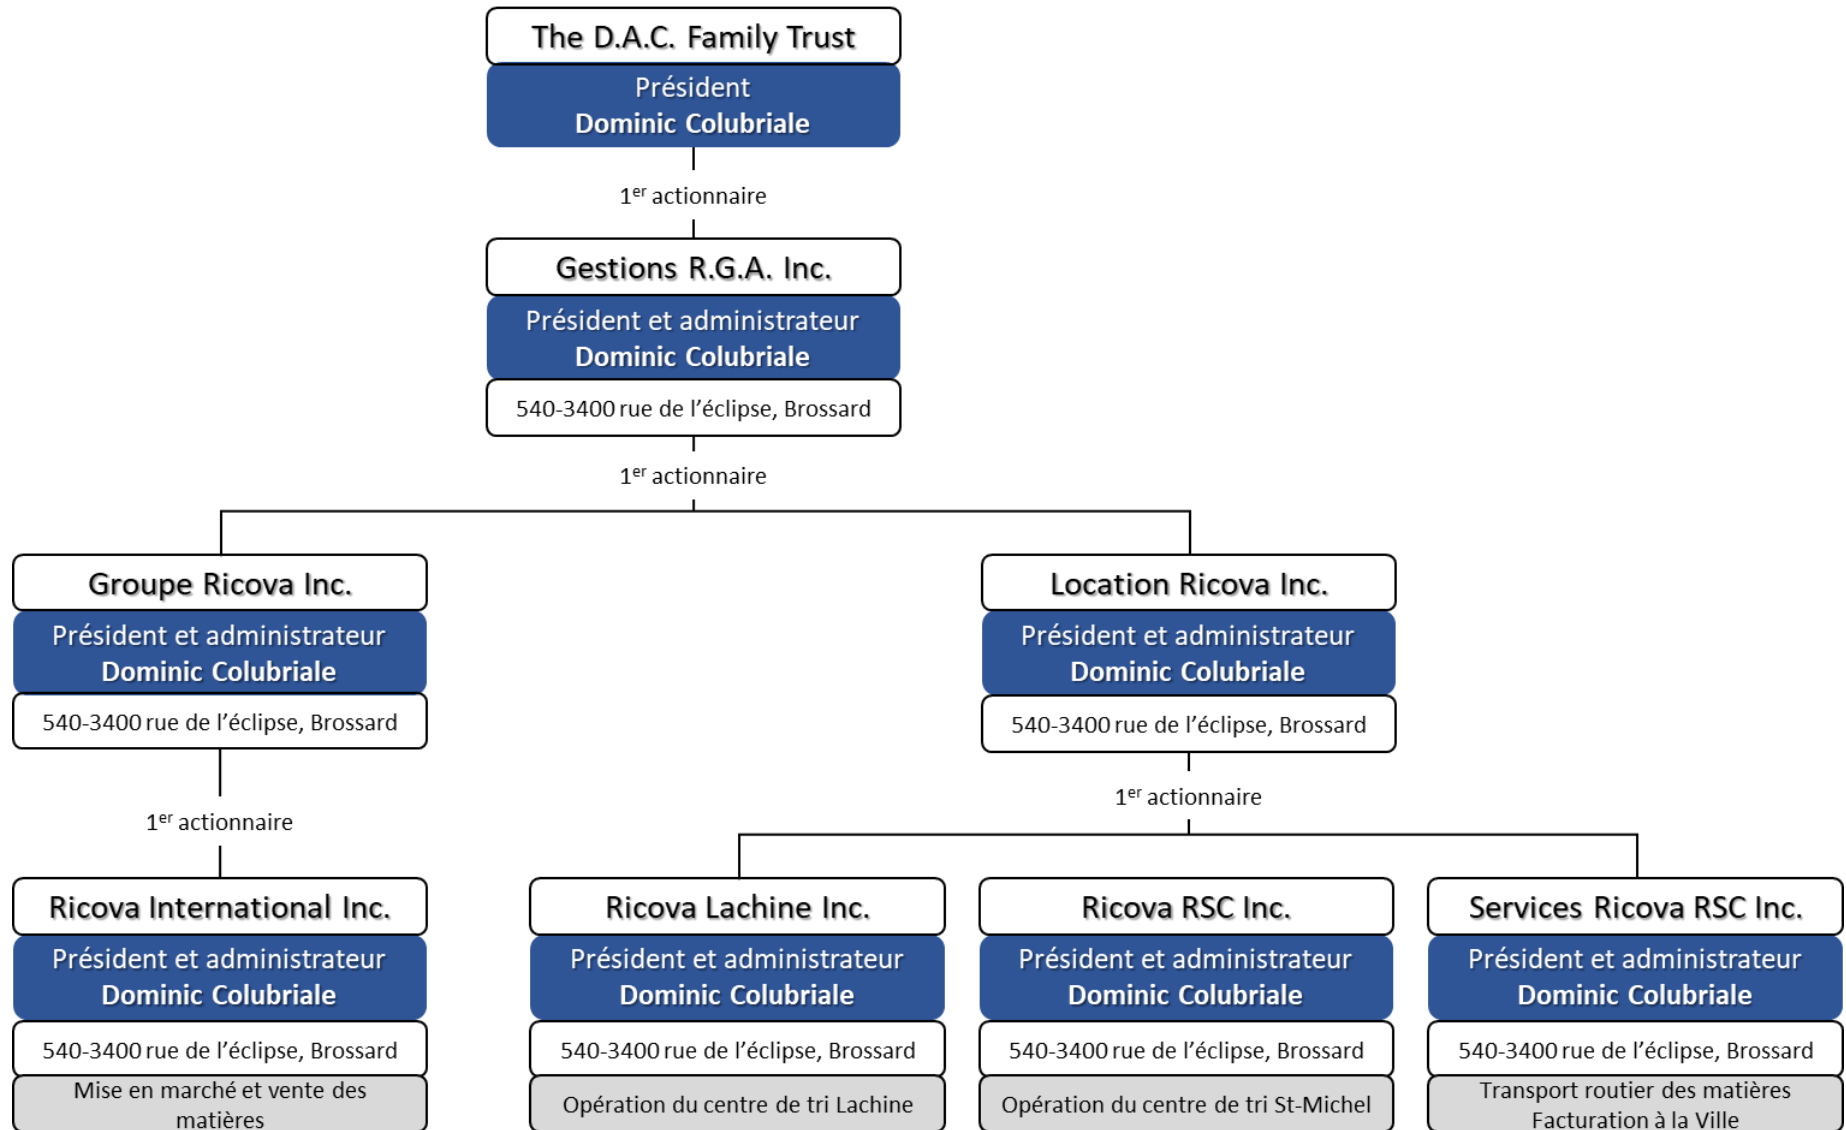 The D.A.C. Family Trust
Président
Dominic Colubriale
1er actionnaire
Gestions R.G.A. Inc.
Président et administrateur
Dominic Colubriale
540-3400 rue de l’éclipse, Brossard
1er actionnaire
Groupe Ricova Inc.
Président et administrateur
Dominic Colubriale
540-3400 rue de l’éclipse, Brossard
1er actionnaire
Ricova International Inc.
Président et administrateur
Dominic Colubriale
540-3400 rue de l’éclipse, Brossard
Mise en marché et vente des
matières
Location Ricova Inc.
Président et administrateur
Dominic Colubriale
540-3400 rue de l’éclipse, Brossard
1er actionnaire
Ricova Lachine Inc.
Président et administrateur
Dominic Colubriale
540-3400 rue de l’éclipse, Brossard
Opération du centre de tri Lachine
Ricova RSC Inc.
Président et administrateur
Dominic Colubriale
540-3400 rue de l’éclipse, Brossard
Opération du centre de tri St-Michel
Services Ricova RSC Inc.
Président et administrateur
Dominic Colubriale
540-3400 rue de l’éclipse, Brossard
Transport routier des matières
Facturation à la Ville